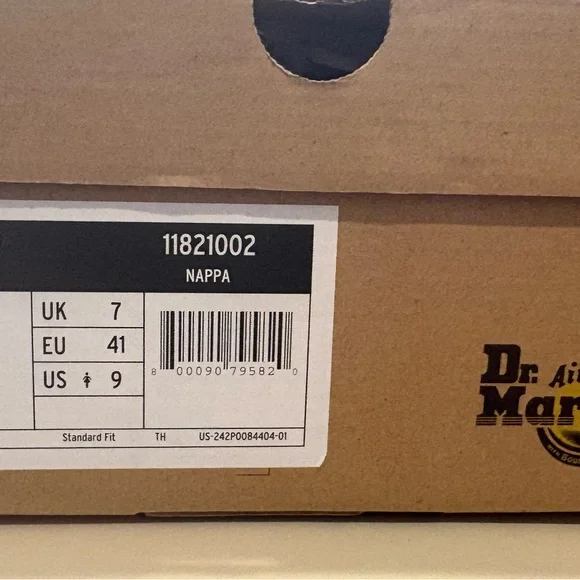 11821002
NAPPA
UK 7
EU 41
US 9
8 00090 79582 0
Standard Fit TH US-242P0084404-01
Dr. Air
Mar